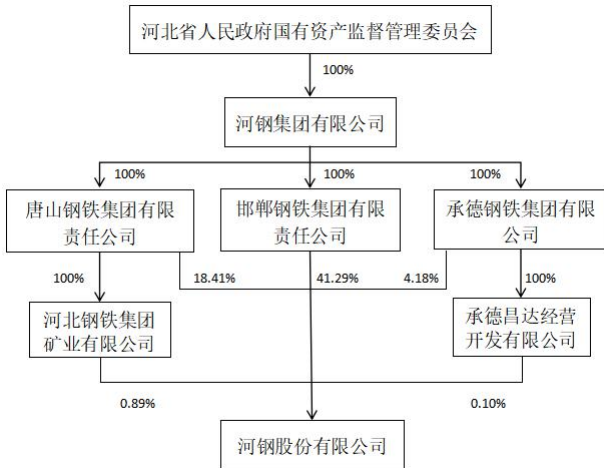 河北省人民政府国有资产监督管理委员会
100%
河钢集团有限公司
100% 100% 100%
唐山钢铁集团有限
责任公司
邯郸钢铁集团有限
责任公司
承德钢铁集团有限
公司
100% 18.41% 41.29% 4.18% 100%
河北钢铁集团
矿业有限公司
承德昌达经营
开发有限公司
0.89% 0.10%
河钢股份有限公司